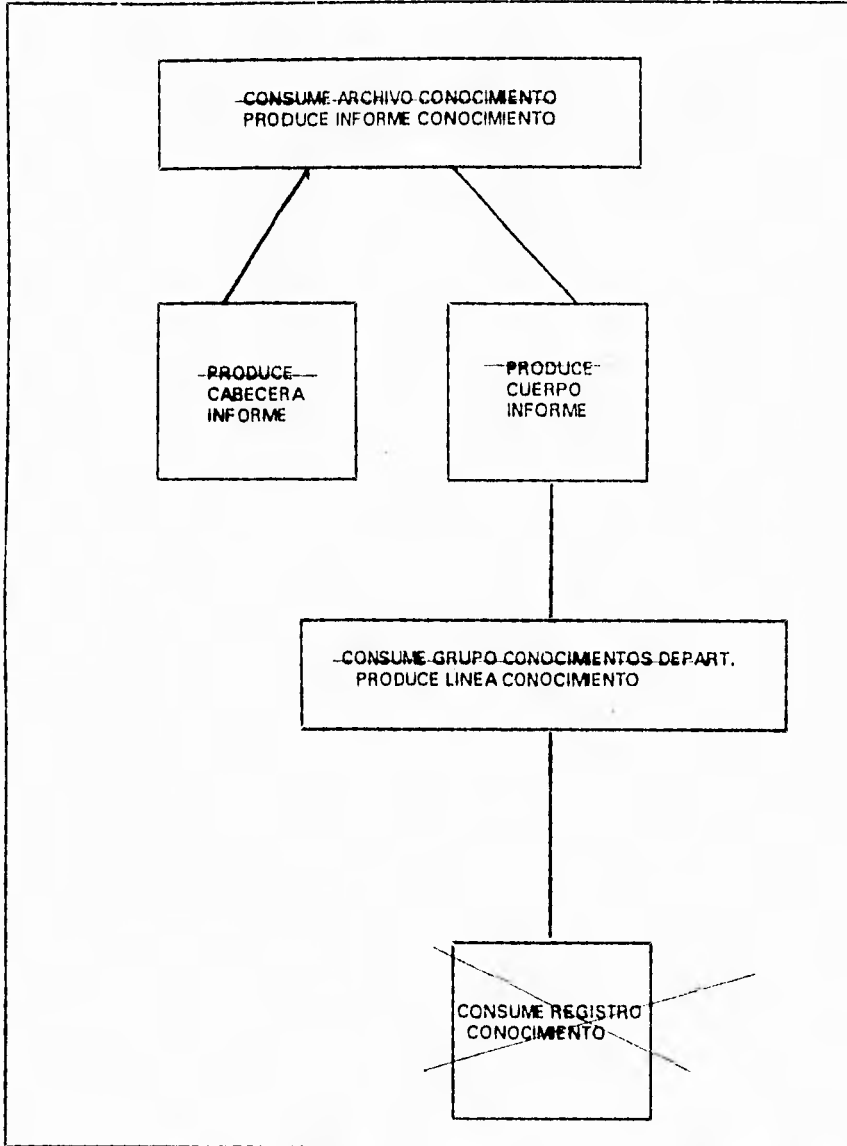 CONSUME ARCHIVO CONOCIMIENTO
PRODUCE INFORME CONOCIMIENTO
PRODUCE
CABECERA
INFORME
PRODUCE
CUERPO
INFORME
CONSUME GRUPO CONOCIMIENTOS DEPART.
PRODUCE LINEA CONOCIMIENTO
CONSUME REGISTRO
CONOCIMIENTO